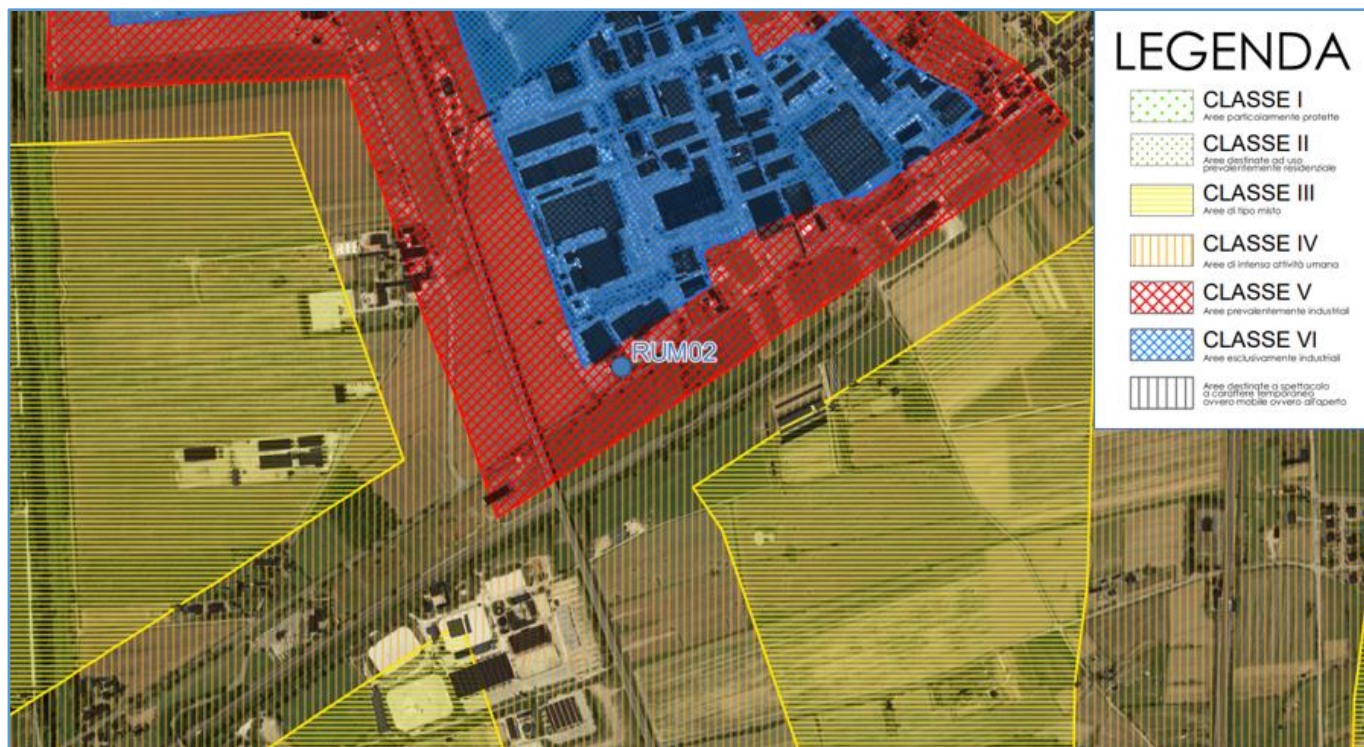 LEGENDA
CLASSE I
Aree particolarmente protette
CLASSE II
Aree destinate ad uso
prevalentemente residenziale
CLASSE III
Aree di tipo misto
CLASSE IV
Aree di intensa attività umana
CLASSE V
Aree prevalentemente industriali
CLASSE VI
Aree esclusivamente industriali
Aree destinate a spettacolo
a carattere temporaneo
ovvero mobile ovvero all'aperto
RUM02